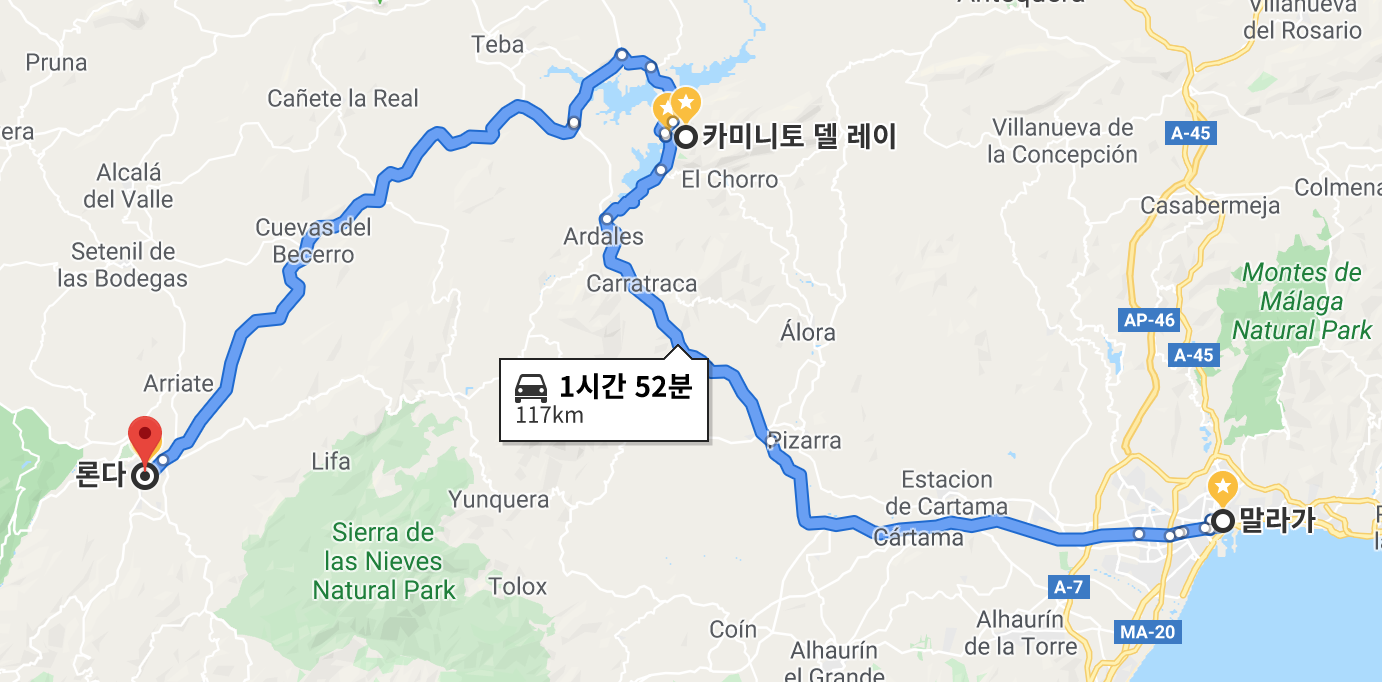 Villanueva
del Rosario
Teba
Pruna
Cañete la Real
era
카미니토 델 레이
Villanueva de
la Concepción
A-45
El Chorro
Alcalá
del Valle
Colmena
Casabermeja
Cuevas del
Becerro
Ardales
Setenil de
las Bodegas
Carratraca
Montes de
Málaga
Natural Park
AP-46
Álora
A-45
1시간 52분
117km
Arriate
Pizarra
론다
Lifa
Yunquera
Estacion
de Cartama
말라가
Cártama
Sierra de
las Nieves
Natural Park
Tolox
A-7
Alhaurín
de la Torre
MA-20
Coín
Alhaurín
el Grande